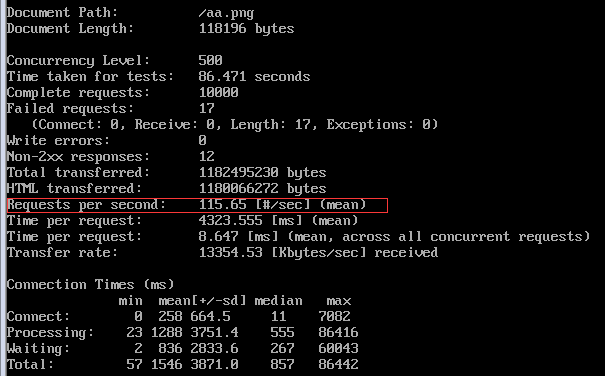 Document Path:          /aa.png
Document Length:        118196 bytes

Concurrency Level:      500
Time taken for tests:   86.471 seconds
Complete requests:      10000
Failed requests:        17
   (Connect: 0, Receive: 0, Length: 17, Exceptions: 0)
Write errors:           0
Non-2xx responses:      12
Total transferred:      1182495230 bytes
HTML transferred:       1180066272 bytes
Requests per second:    115.65 [#/sec] (mean)
Time per request:       4323.555 [ms] (mean)
Time per request:       8.647 [ms] (mean, across all concurrent requests)
Transfer rate:          13354.53 [Kbytes/sec] received

Connection Times (ms)
              min  mean[+/-sd] median   max
Connect:        0  258 664.5     11    7082
Processing:    23 1288 3751.4    555   86416
Waiting:        2  836 2833.6    267   60043
Total:         57 1546 3871.0    857   86442